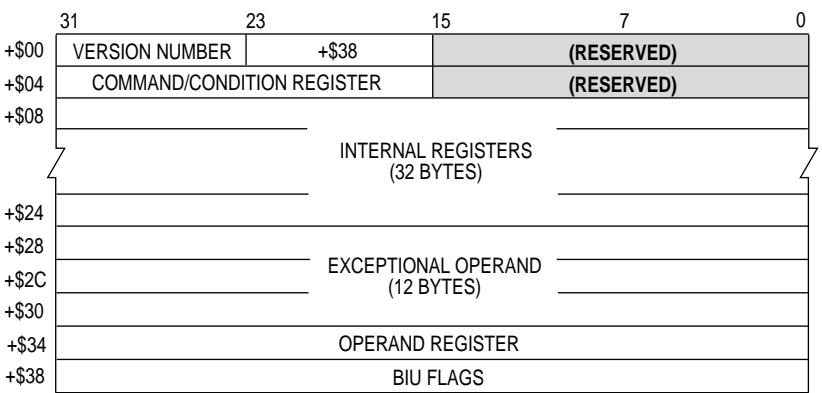 31 23 15 7 0
+$00 VERSION NUMBER +$38 (RESERVED)
+$04 COMMAND/CONDITION REGISTER (RESERVED)
+$08
INTERNAL REGISTERS
(32 BYTES)
+$24
+$28
EXCEPTIONAL OPERAND
+$2C
(12 BYTES)
+$30
+$34 OPERAND REGISTER
+$38 BIU FLAGS